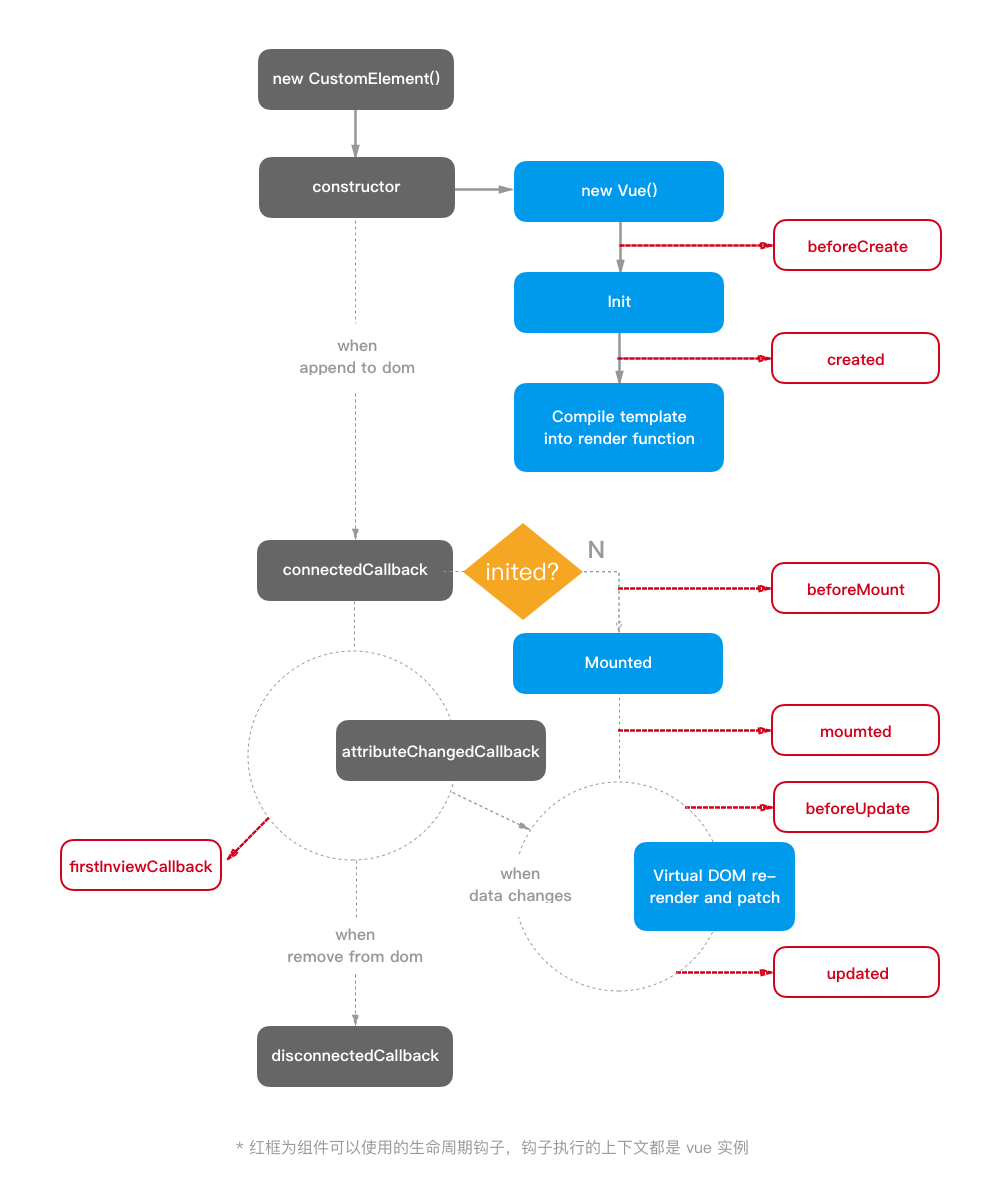 new CustomElement()
constructor
new Vue()
beforeCreate
Init
when
append to dom
created
Compile template
into render function
connectedCallback
inited?
N
beforeMount
Mounted
attributeChangedCallback
moumted
beforeUpdate
firstInviewCallback
when
data changes
Virtual DOM re-
render and patch
when
remove from dom
updated
disconnectedCallback
* 红框为组件可以使用的生命周期钩子，钩子执行的上下文都是 vue 实例